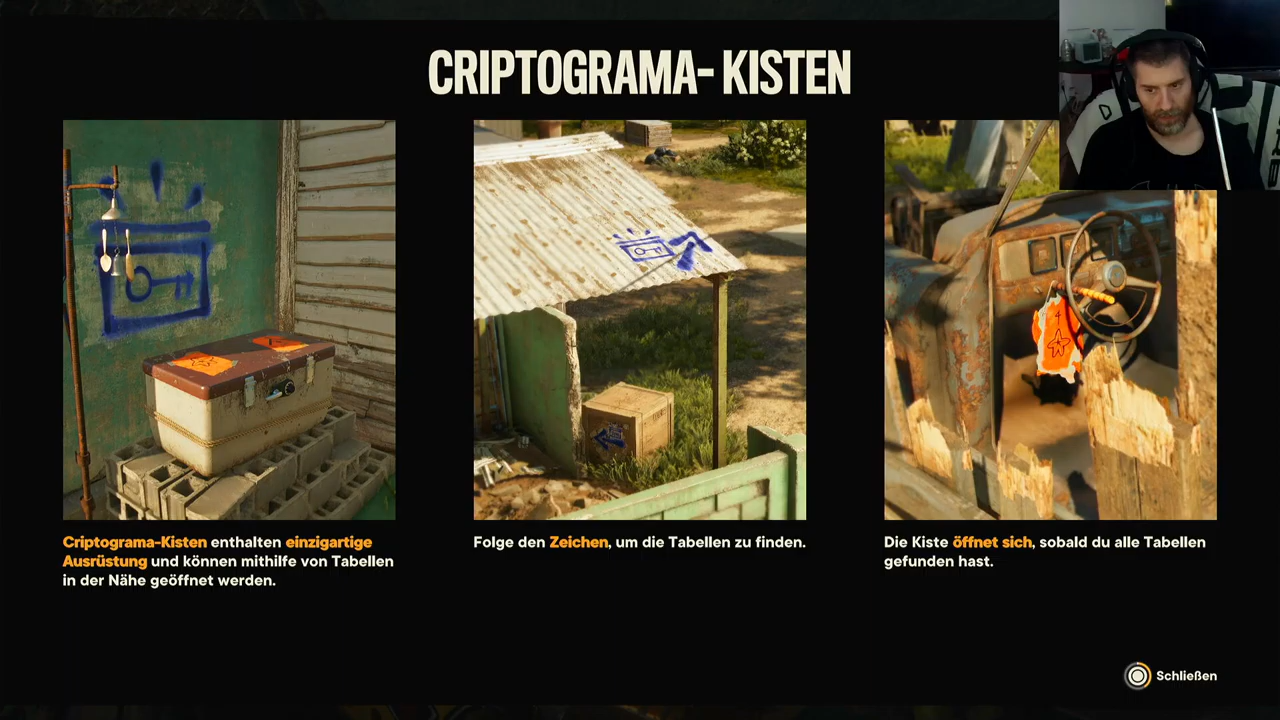 CRIPTOGRAMA- KISTEN
Criptograma-Kisten enthalten einzigartige
Ausrüstung und können mithilfe von Tabellen
in der Nähe geöffnet werden.
Folge den Zeichen, um die Tabellen zu finden.
Die Kiste öffnet sich, sobald du alle Tabellen
gefunden hast.
Schließen